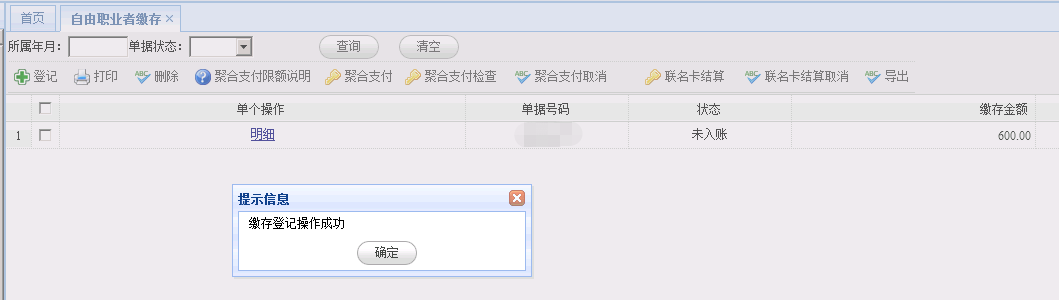 首页 自由职业者缴存
所属年月： 单据状态： 查询 清空
登记 打印 ABC 删除 聚合支付限额说明 聚合支付 聚合支付检查 ABC 聚合支付取消 联名卡结算 ABC 联名卡结算取消 ABC 导出
单个操作 单据号码 状态 缴存金额
1 明细 未入账 600.00
提示信息
缴存登记操作成功
确定